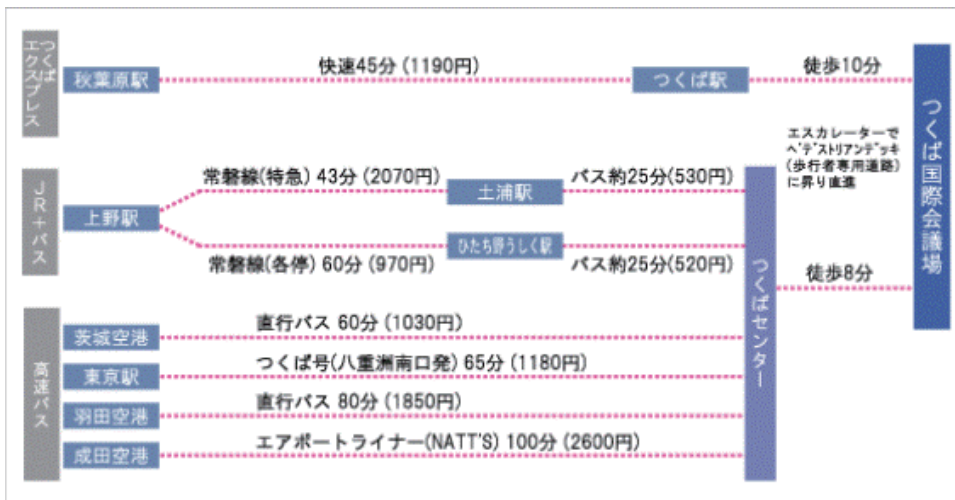 つくば
エクスプレス
秋葉原駅
快速45分 (1190円)
つくば駅
徒歩10分
つくば国際会議場
エスカレーターで
ペデストリアンデッキ
(歩行者専用道路)
に昇り直進
JR+バス
上野駅
常磐線(特急) 43分 (2070円)
土浦駅
バス約25分(530円)
常磐線(各停) 60分 (970円)
ひたち野うしく駅
バス約25分(520円)
つくばセンター
徒歩8分
高速バス
茨城空港
直行バス 60分 (1030円)
東京駅
つくば号(八重洲南口発) 65分 (1180円)
羽田空港
直行バス 80分 (1850円)
成田空港
エアポートライナー(NATT'S) 100分 (2600円)